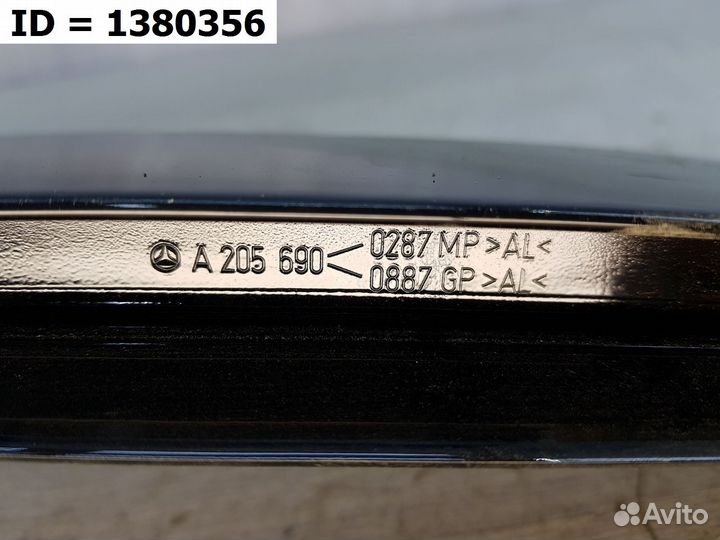 ID = 1380356
A 205 690 < 0287 MP >AL<
0887 GP >AL<
Avito